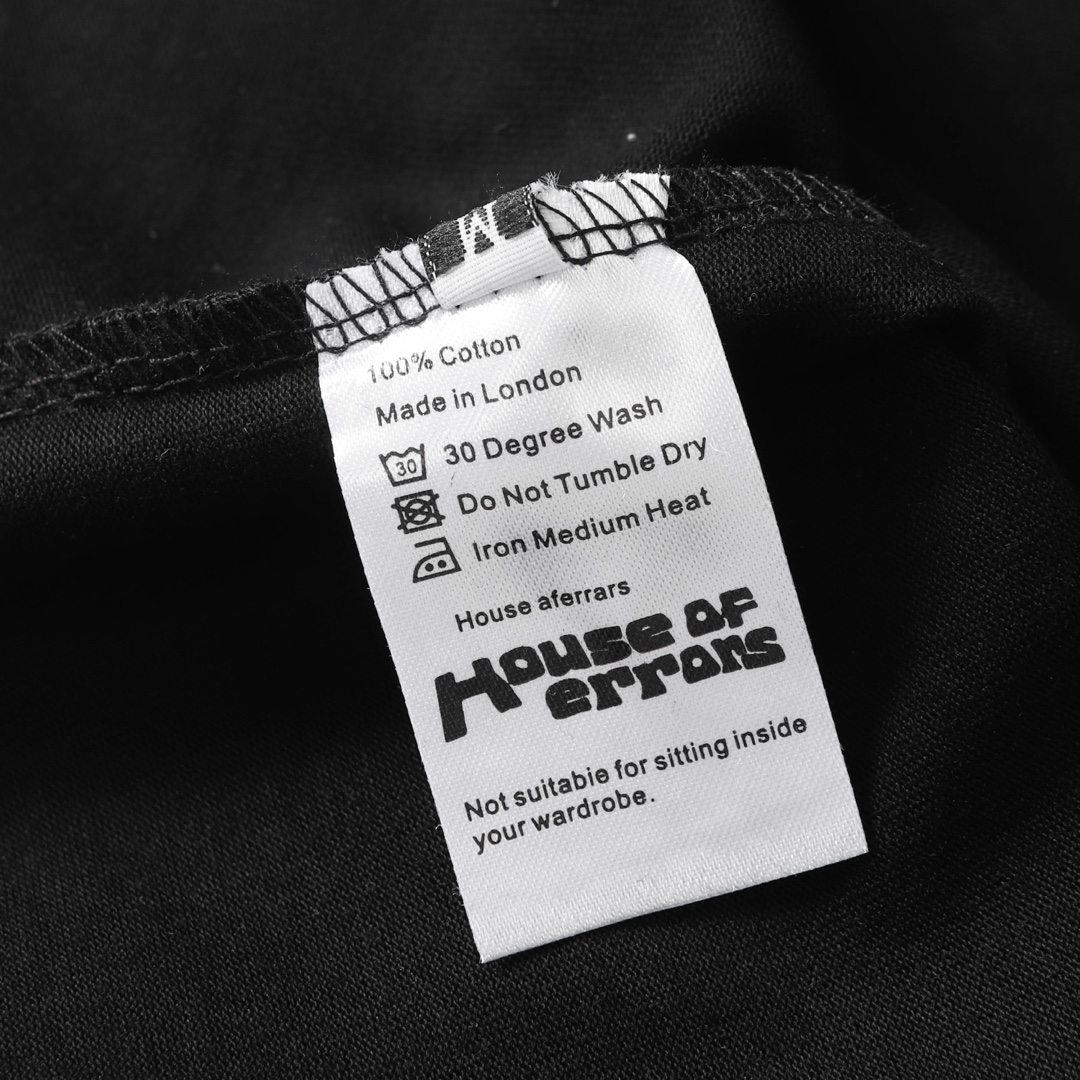 M
100% Cotton
Made in London
30
30 Degree Wash
Do Not Tumble Dry
Iron Medium Heat
House aferrars
House of
errors
Not suitabie for sitting inside
your wardrobe.